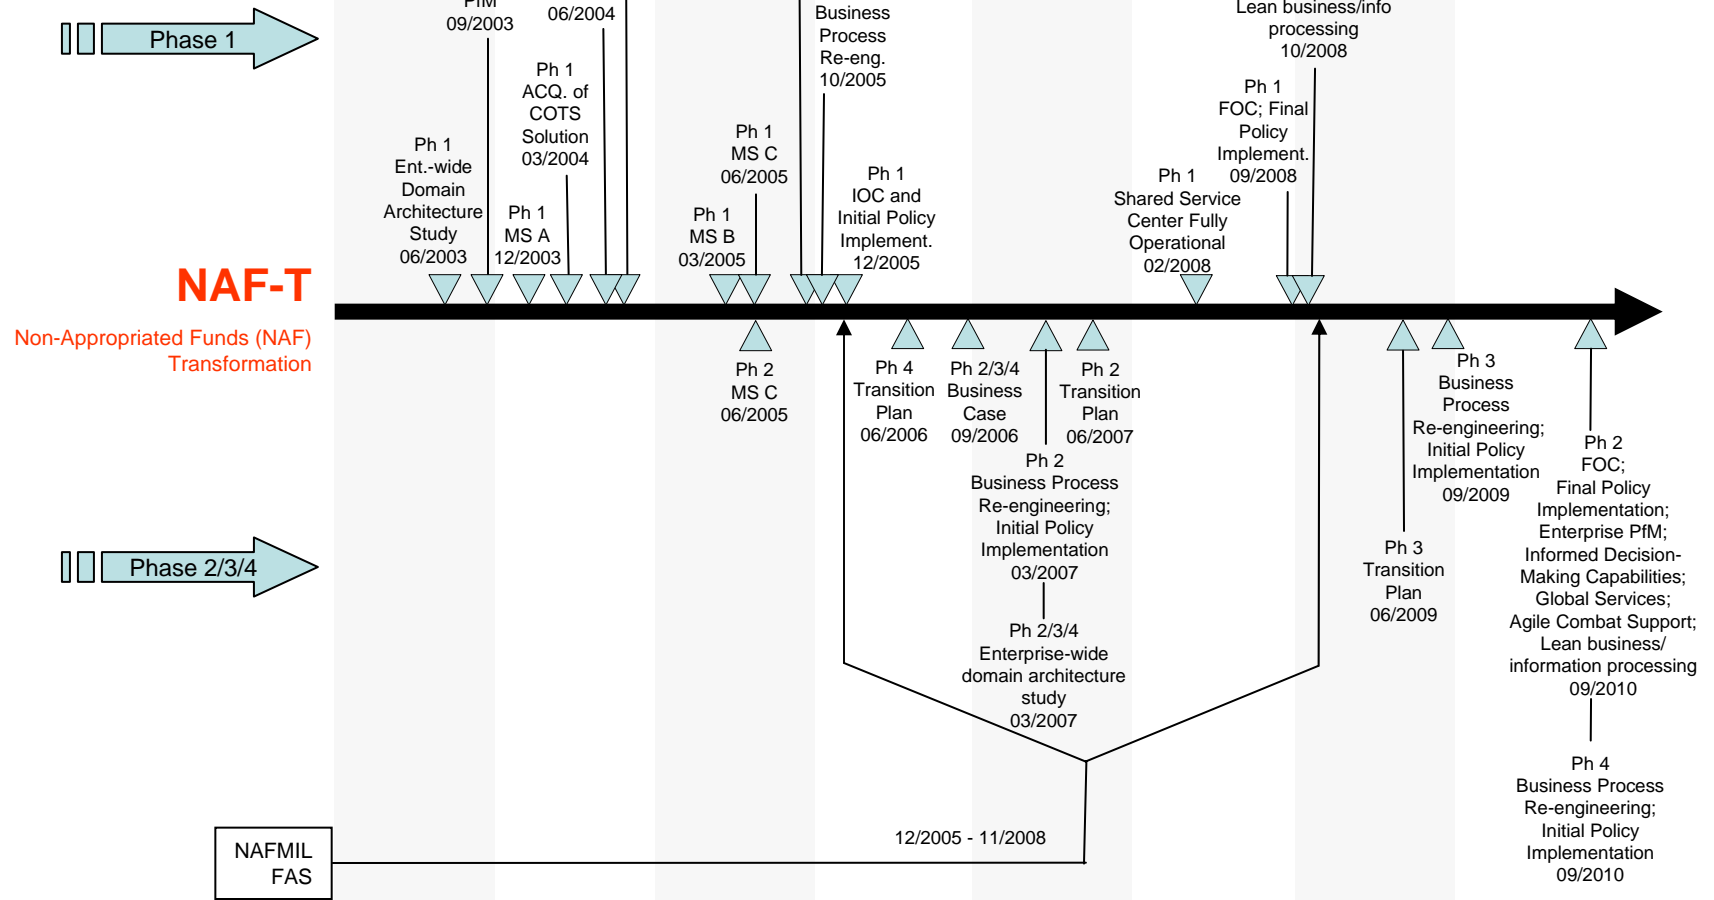 PfM
09/2003
06/2004
Business
Process
Re-eng.
10/2005
Lean business/info
processing
10/2008
Phase 1
Ph 1
ACQ. of
COTS
Solution
03/2004
Ph 1
FOC; Final
Policy
Implement.
09/2008
Ph 1
Ent.-wide
Domain
Architecture
Study
06/2003
Ph 1
MS A
12/2003
Ph 1
MS C
06/2005
Ph 1
MS B
03/2005
Ph 1
IOC and
Initial Policy
Implement.
12/2005
Ph 1
Shared Service
Center Fully
Operational
02/2008
NAF-T
Non-Appropriated Funds (NAF)
Transformation
Ph 2
MS C
06/2005
Ph 4
Transition
Plan
06/2006
Ph 2/3/4
Business
Case
09/2006
Ph 2
Transition
Plan
06/2007
Ph 2
Business Process
Re-engineering;
Initial Policy
Implementation
03/2007
Ph 2/3/4
Enterprise-wide
domain architecture
study
03/2007
Ph 3
Business
Process
Re-engineering;
Initial Policy
Implementation
09/2009
Ph 3
Transition
Plan
06/2009
Ph 2
FOC;
Final Policy
Implementation;
Enterprise PfM;
Informed Decision-
Making Capabilities;
Global Services;
Agile Combat Support;
Lean business/
information processing
09/2010
Ph 4
Business Process
Re-engineering;
Initial Policy
Implementation
09/2010
Phase 2/3/4
12/2005 - 11/2008
NAFMIL
FAS